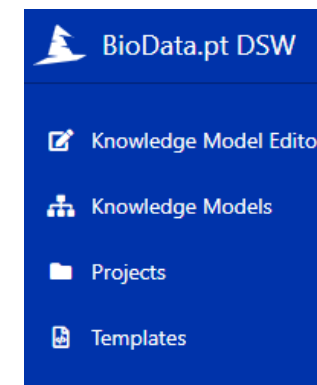 BioData.pt DSW
Knowledge Model Edito
Knowledge Models
Projects
Templates